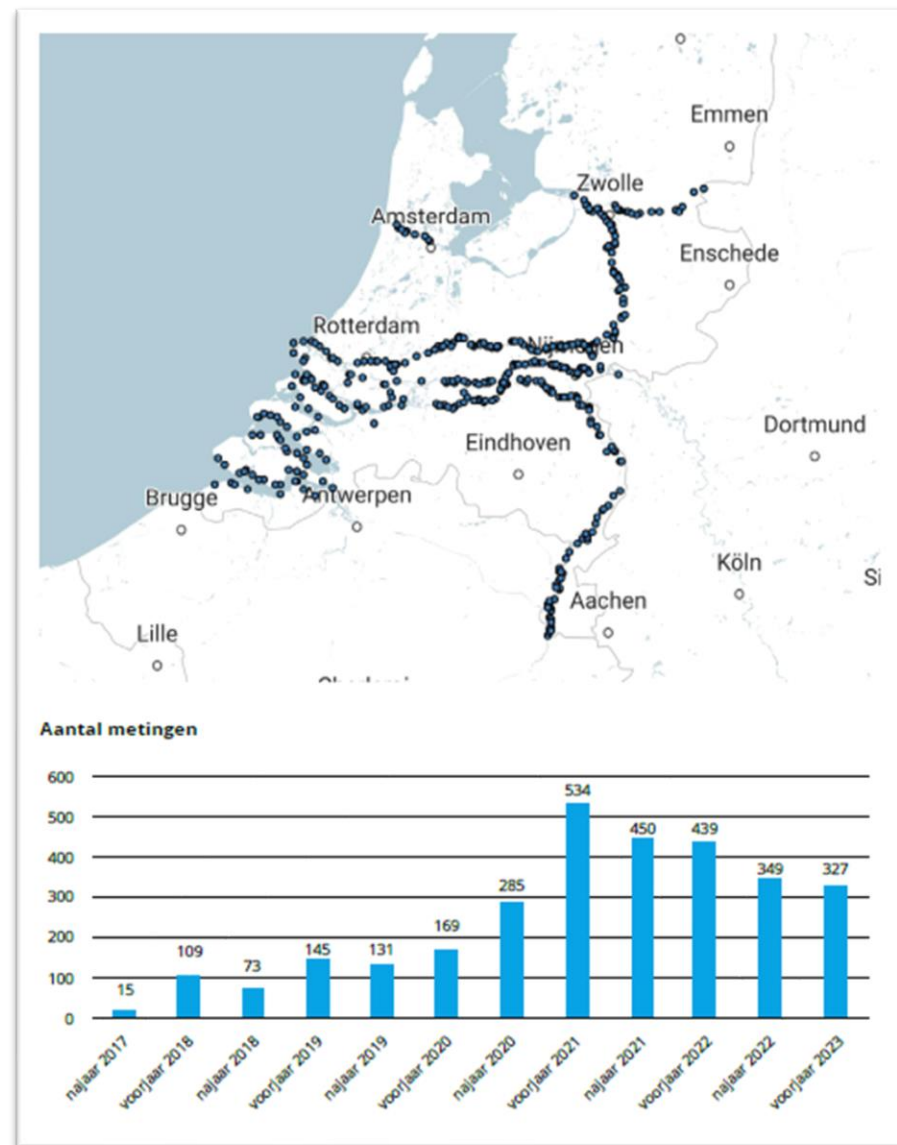 Emmen
Zwolle
Amsterdam
Enschede
Rotterdam
Nijmegen
Dortmund
Eindhoven
Brugge
Antwerpen
Köln
Si
Aachen
Lille
Aantal metingen
600
500
400
300
200
100
0
15
109
73
145
131
169
285
534
450
439
349
327
najaar 2017
voorjaar 2018
najaar 2018
voorjaar 2019
najaar 2019
voorjaar 2020
najaar 2020
voorjaar 2021
najaar 2021
voorjaar 2022
najaar 2022
voorjaar 2023